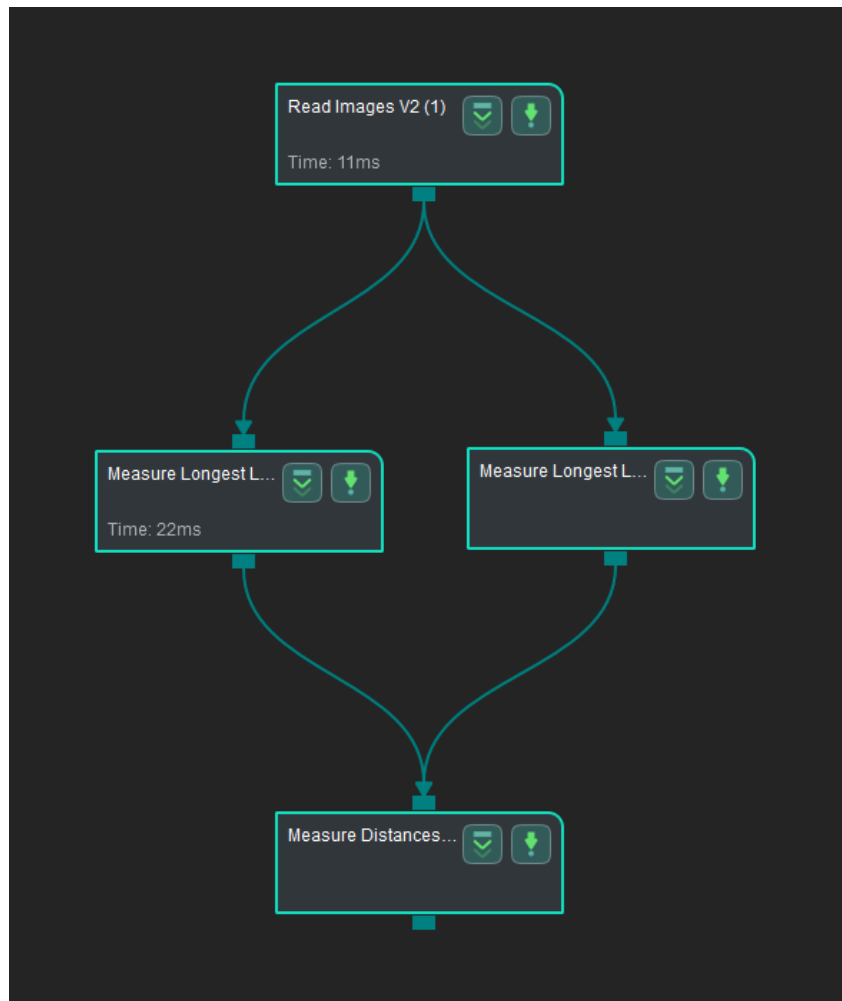 Read Images V2 (1)
Time: 11ms
Measure Longest L...
Time: 22ms
Measure Longest L...
Measure Distances...